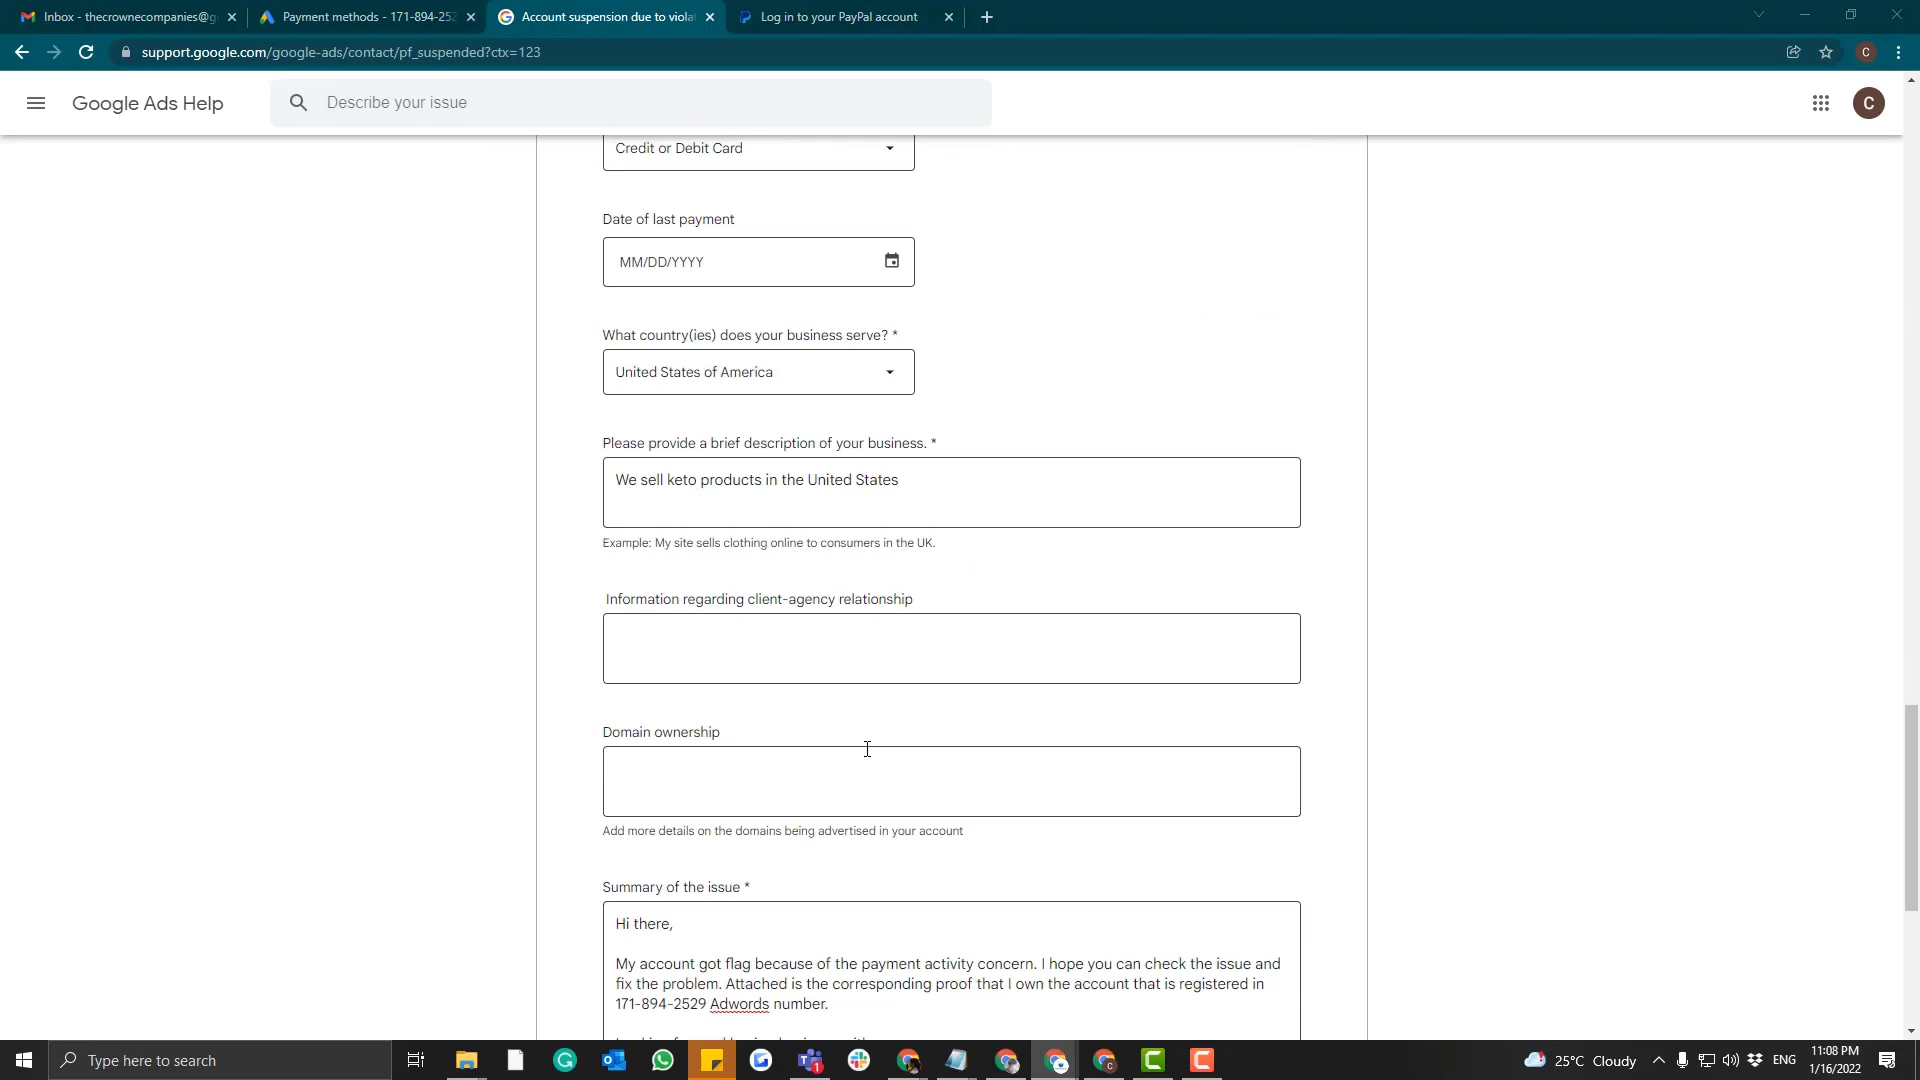 Inbox - thecrownecompanies@g
Payment methods - 171-894-252
Account suspension due to viola
Log in to your PayPal account
support.google.com/google-ads/contact/pf_suspended?ctx=123
C
Google Ads Help
Describe your issue
C
Credit or Debit Card
Date of last payment
MM/DD/YYYY
What country(ies) does your business serve? *
United States of America
Please provide a brief description of your business. *
We sell keto products in the United States
Example: My site sells clothing online to consumers in the UK.
Information regarding client-agency relationship
Domain ownership
Add more details on the domains being advertised in your account
Summary of the issue *
Hi there,
My account got flag because of the payment activity concern. I hope you can check the issue and
fix the problem. Attached is the corresponding proof that I own the account that is registered in
171-894-2529 Adwords number.
Type here to search
25°C Cloudy
ENG
11:08 PM
1/16/2022